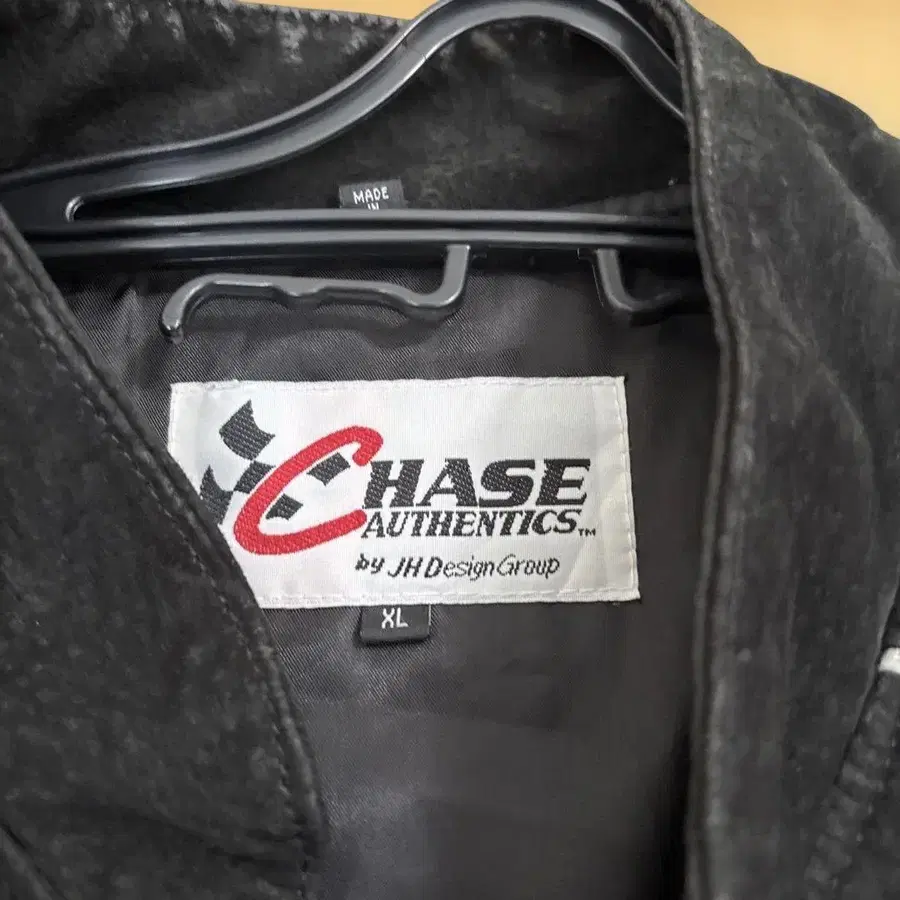 MADE
IN
CHASE
AUTHENTICS™
by JH Design Group
XL